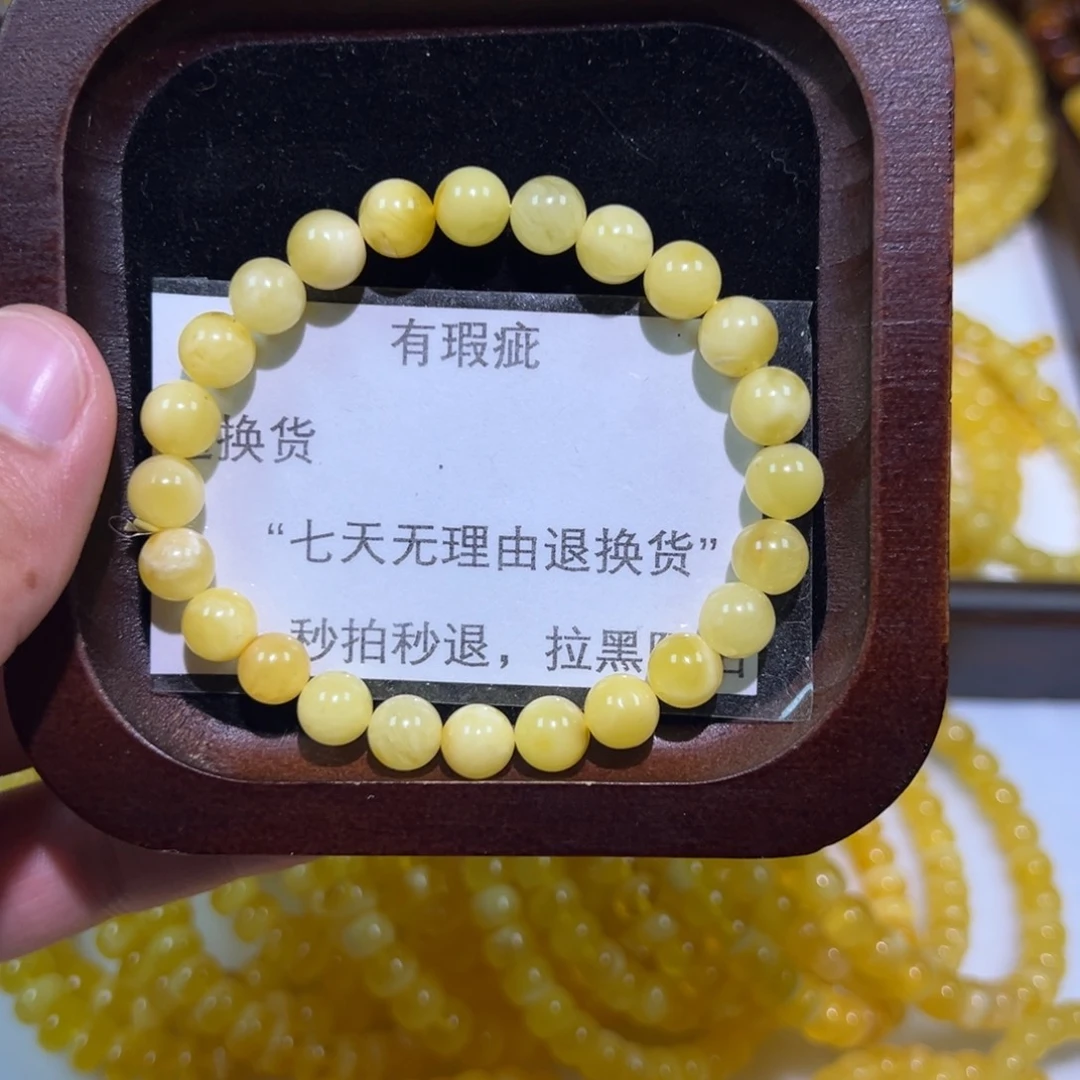 有瑕疵
换货
“七天无理由退换货”
秒拍秒退，拉黑